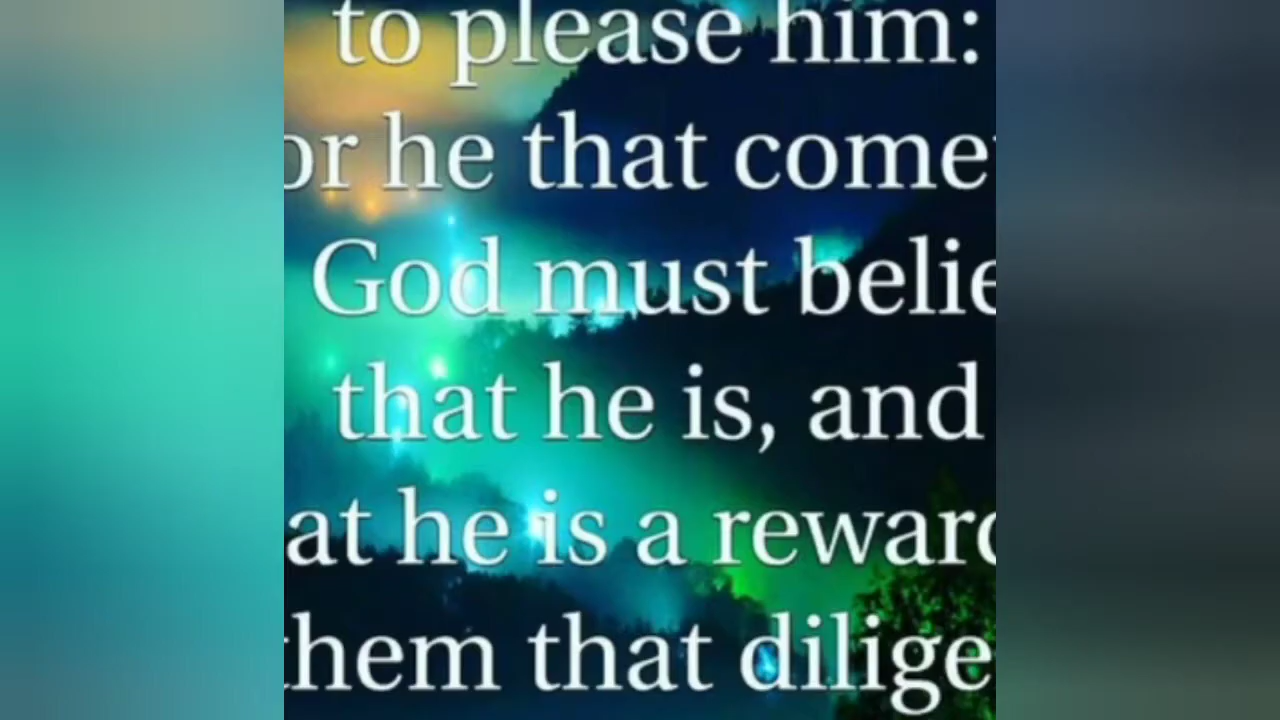 to please him:
or he that come
God must belie
that he is, and
at he is a reward
them that dilige